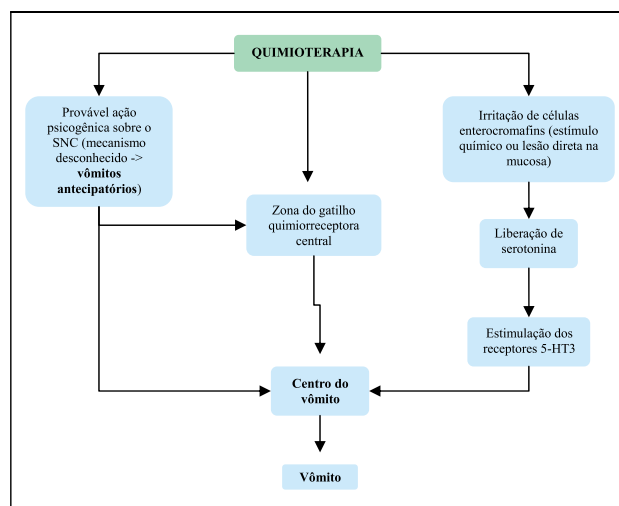 QUIMIOTERAPIA
Provável ação
psicogênica sobre o
SNC (mecanismo
desconhecido ->
vômitos
antecipatórios)
Irritação de células
enterocromafins (estímulo
químico ou lesão direta na
mucosa)
Zona do gatilho
quimiorreceptora
central
Liberação de
serotonina
Estimulação dos
receptores 5-HT3
Centro do
vômito
Vômito